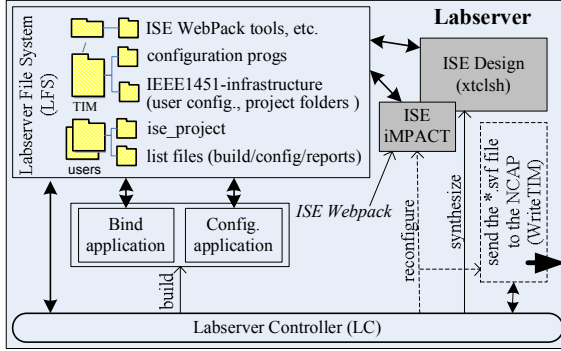 Labserver
Labserver File System
(LFS)
/
ISE WebPack tools, etc.
configuration progs
TIM
IEEE1451-infrastructure
(user config., project folders )
ise_project
users
list files (build/config/reports)
ISE Design
(xtclsh)
ISE
iMPACT
ISE Webpack
Bind
application
Config.
application
build
reconfigure
synthesize
send the *.svf file
to the NCAP
(WriteTIM)
Labserver Controller (LC)